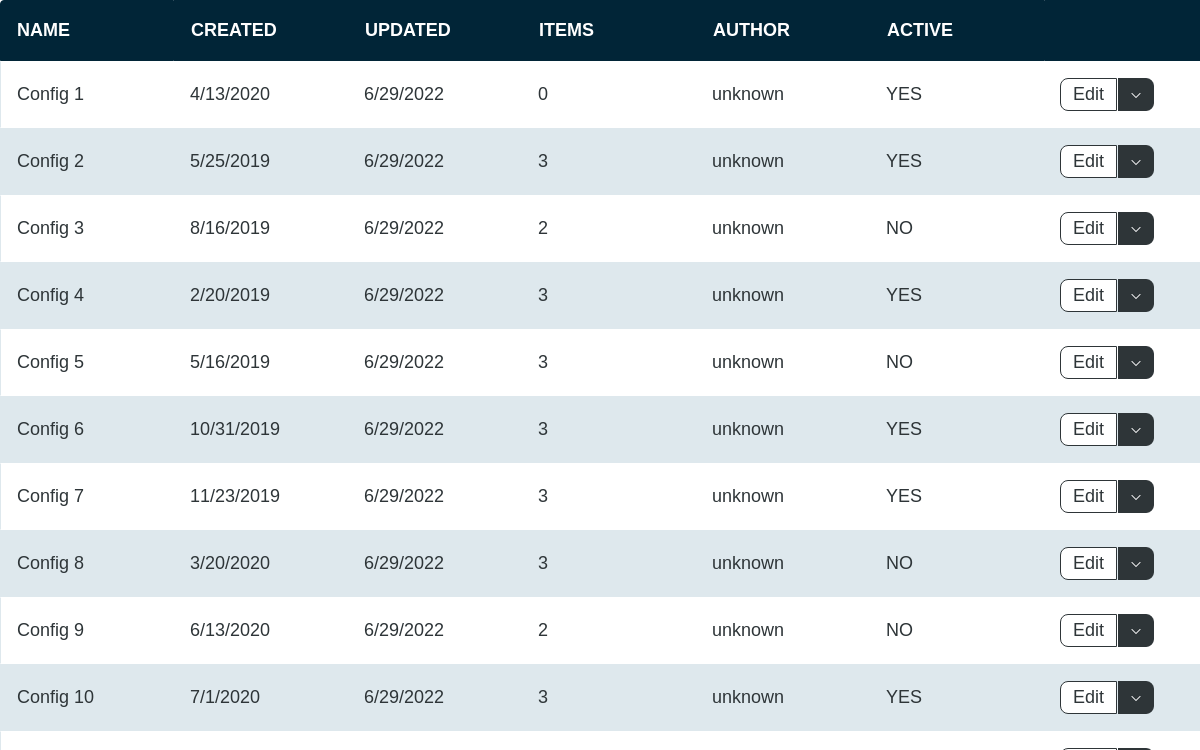 NAME CREATED UPDATED ITEMS AUTHOR ACTIVE
Config 1 4/13/2020 6/29/2022 0 unknown YES Edit
Config 2 5/25/2019 6/29/2022 3 unknown YES Edit
Config 3 8/16/2019 6/29/2022 2 unknown NO Edit
Config 4 2/20/2019 6/29/2022 3 unknown YES Edit
Config 5 5/16/2019 6/29/2022 3 unknown NO Edit
Config 6 10/31/2019 6/29/2022 3 unknown YES Edit
Config 7 11/23/2019 6/29/2022 3 unknown YES Edit
Config 8 3/20/2020 6/29/2022 3 unknown NO Edit
Config 9 6/13/2020 6/29/2022 2 unknown NO Edit
Config 10 7/1/2020 6/29/2022 3 unknown YES Edit